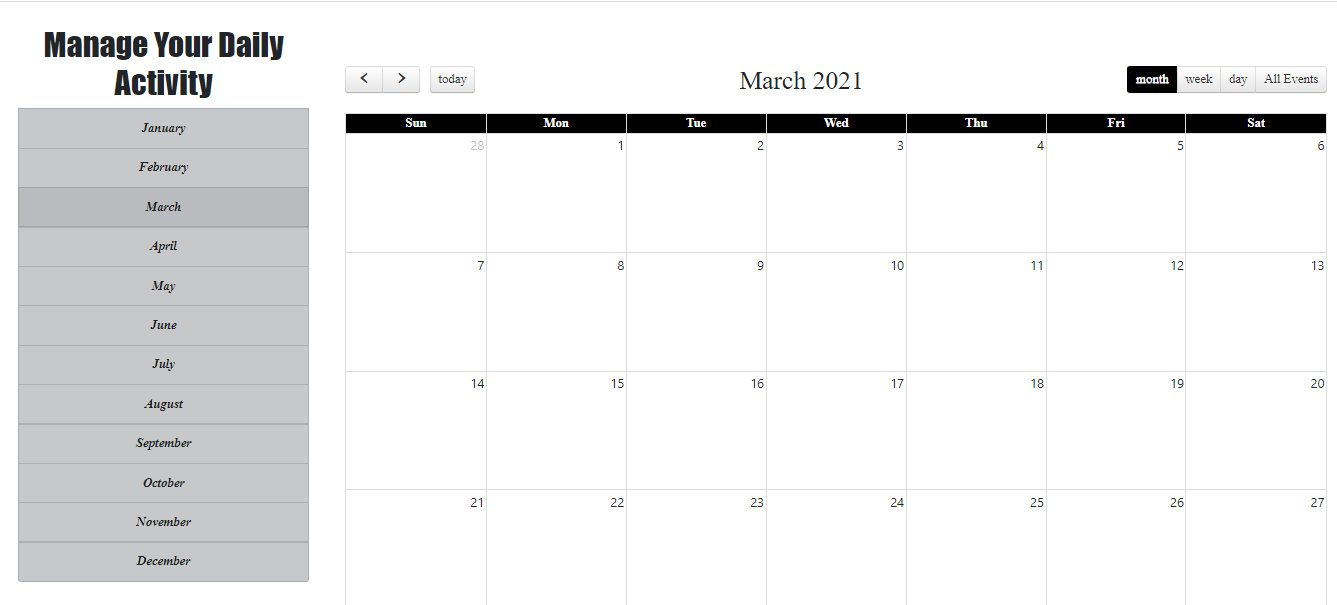 Manage Your Daily
Activity
January
February
March
April
May
June
July
August
September
October
November
December
today
March 2021
month week day All Events
Sun Mon Tue Wed Thu Fri Sat
28 1 2 3 4 5 6
7 8 9 10 11 12 13
14 15 16 17 18 19 20
21 22 23 24 25 26 27